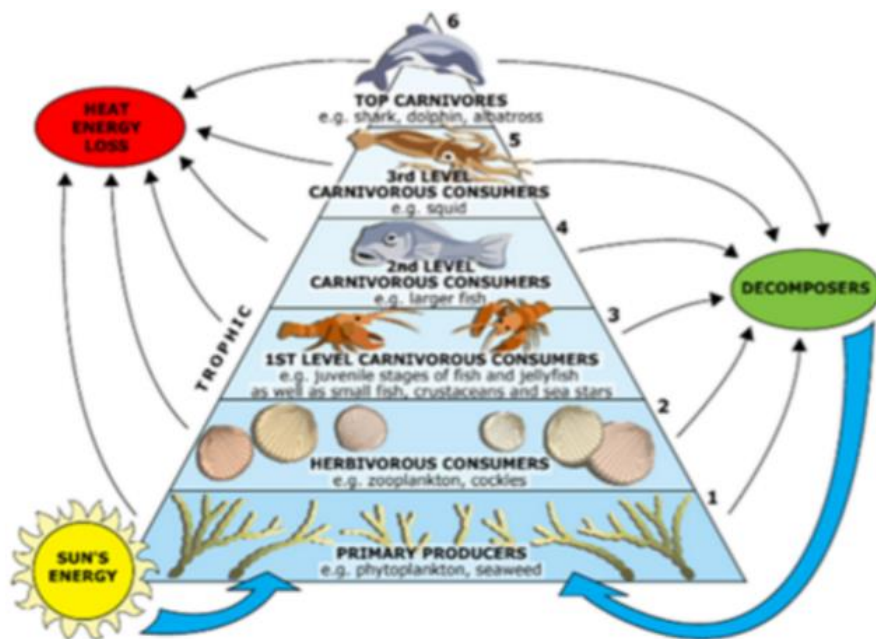 6
TOP CARNIVORES
e.g. shark, dolphin, albatross
HEAT
ENERGY
LOSS
5
3rd LEVEL
CARNIVOROUS CONSUMERS
e.g. squid
4
2nd LEVEL
CARNIVOROUS CONSUMERS
e.g. larger fish
DECOMPOSERS
3
TROPHIC
1ST LEVEL CARNIVOROUS CONSUMERS
e.g. juvenile stages of fish and jellyfish
as well as small fish, crustaceans and sea stars
2
HERBIVOROUS CONSUMERS
e.g. zooplankton, cockles
1
PRIMARY PRODUCERS
e.g. phytoplankton, seaweed
SUN'S
ENERGY